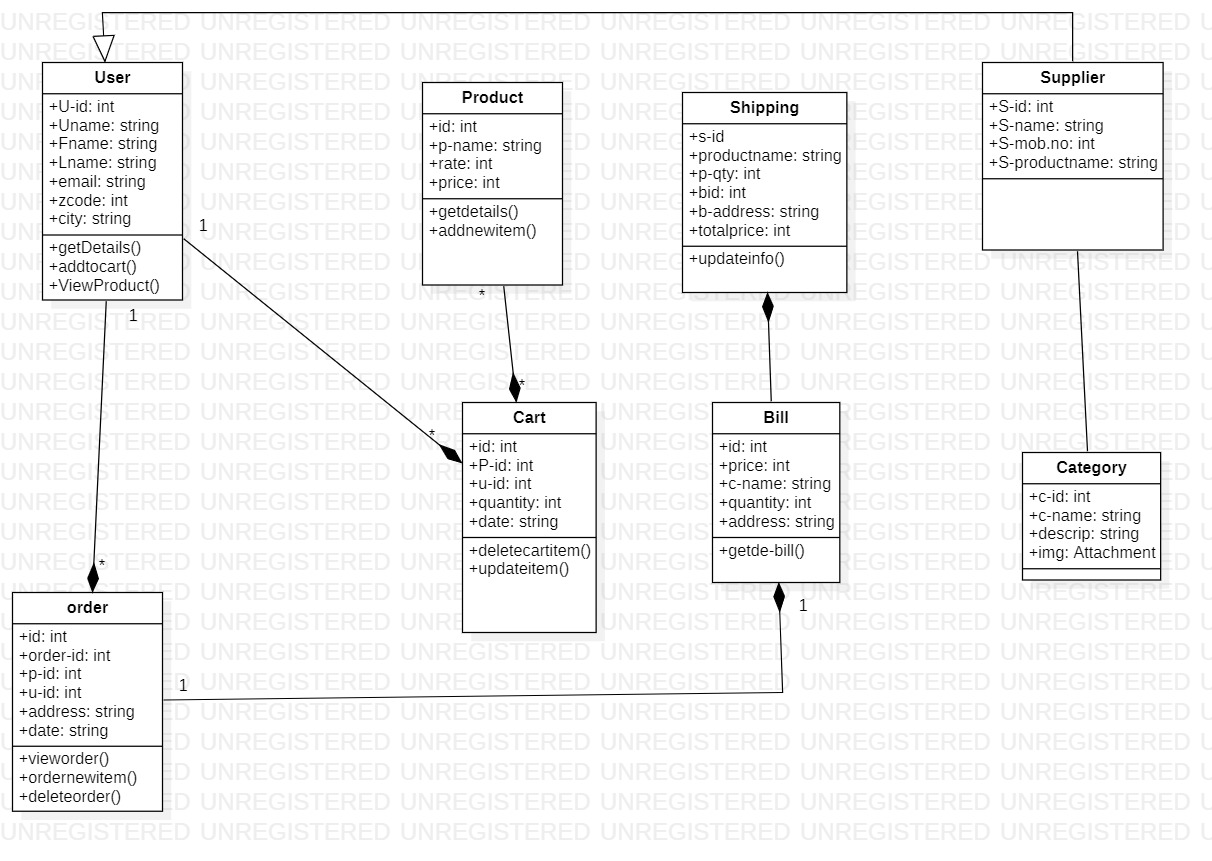 User
+U-id: int
+Uname: string
+Fname: string
+Lname: string
+email: string
+zcode: int
+city: string
+getDetails()
+addtocart()
+ViewProduct()
1
1
Product
+id: int
+p-name: string
+rate: int
+price: int
+getdetails()
+addnewitem()
*
*
Shipping
+s-id
+productname: string
+p-qty: int
+bid: int
+b-address: string
+totalprice: int
+updateinfo()
Supplier
+S-id: int
+S-name: string
+S-mob.no: int
+S-productname: string
*
Cart
+id: int
+P-id: int
+u-id: int
+quantity: int
+date: string
+deletecartitem()
+updateitem()
Bill
+id: int
+price: int
+c-name: string
+quantity: int
+address: string
+getde-bill()
1
Category
+c-id: int
+c-name: string
+descrip: string
+img: Attachment
*
order
+id: int
+order-id: int
+p-id: int
+u-id: int
+address: string
+date: string
+vieworder()
+ordernewitem()
+deleteorder()
1
UNREGISTERED